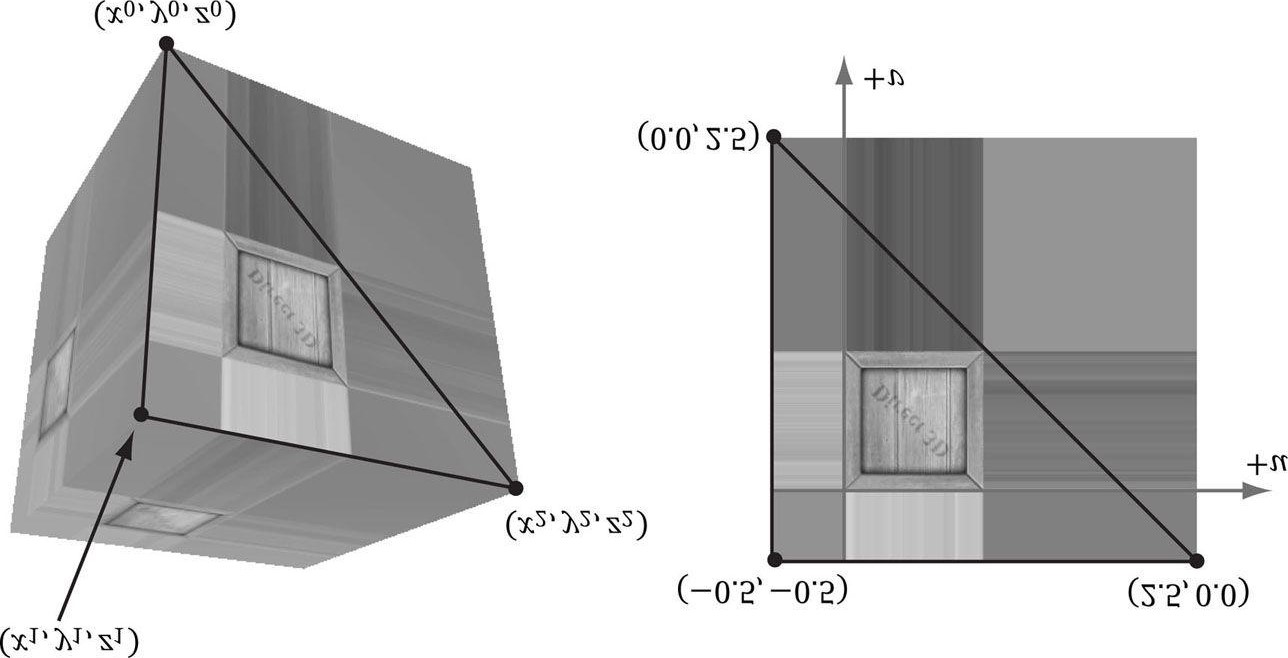 (x₀, y₀, z₀)
+v
(0.0, 2.5)
Direct 3D
Direct 3D
+u
(x₂, y₂, z₂)
(−0.5, −0.5)
(2.5, 0.0)
(x₁, y₁, z₁)